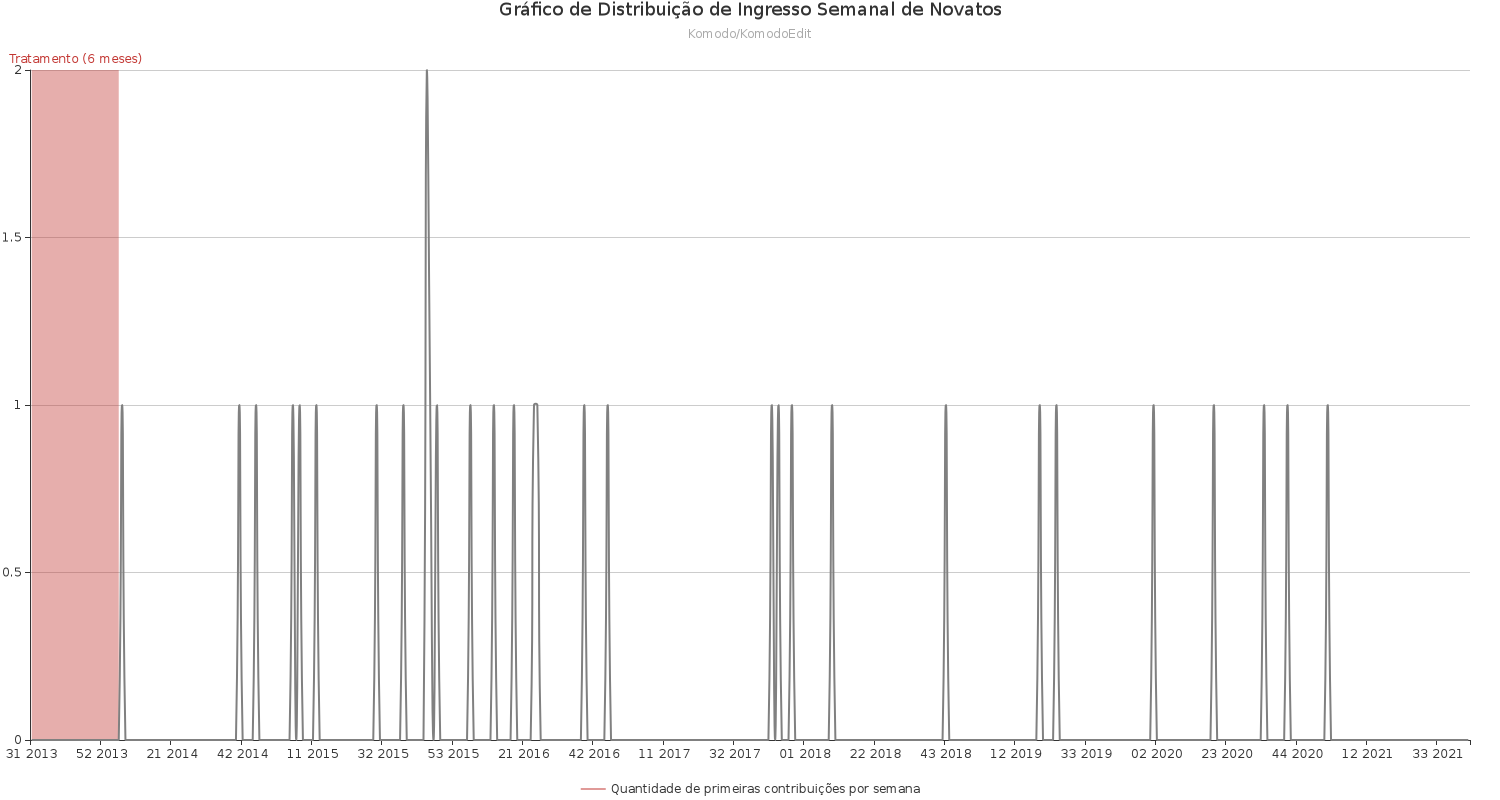 Gráfico de Distribuição de Ingresso Semanal de Novatos
Komodo/KomodoEdit
Tratamento (6 meses)
2
1.5
1
0.5
0
31 2013 52 2013 21 2014 42 2014 11 2015 32 2015 53 2015 21 2016 42 2016 11 2017 32 2017 01 2018 22 2018 43 2018 12 2019 33 2019 02 2020 23 2020 44 2020 12 2021 33 2021
Quantidade de primeiras contribuições por semana